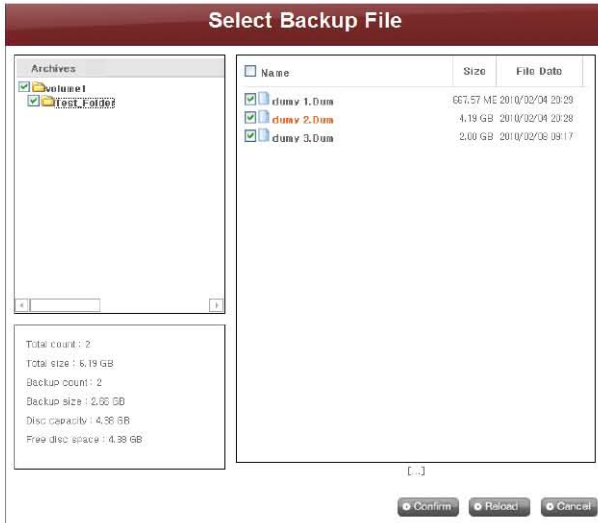 Select Backup File
Archives
volume1
Test_Folder
Name Size File Date
dumy 1.Dum 667.57 ME 2010/02/04 20:29
dumy 2.Dum 4.19 GB 2010/02/04 20:28
dumy 3.Dum 2.00 GB 2010/02/08 09:17
Total count : 2
Total size : 6.19 GB
Backup count : 2
Backup size : 2.66 GB
Disc capacity : 4.38 GB
Free disc space : 4.38 GB
[...]
Confirm Reload Cancel